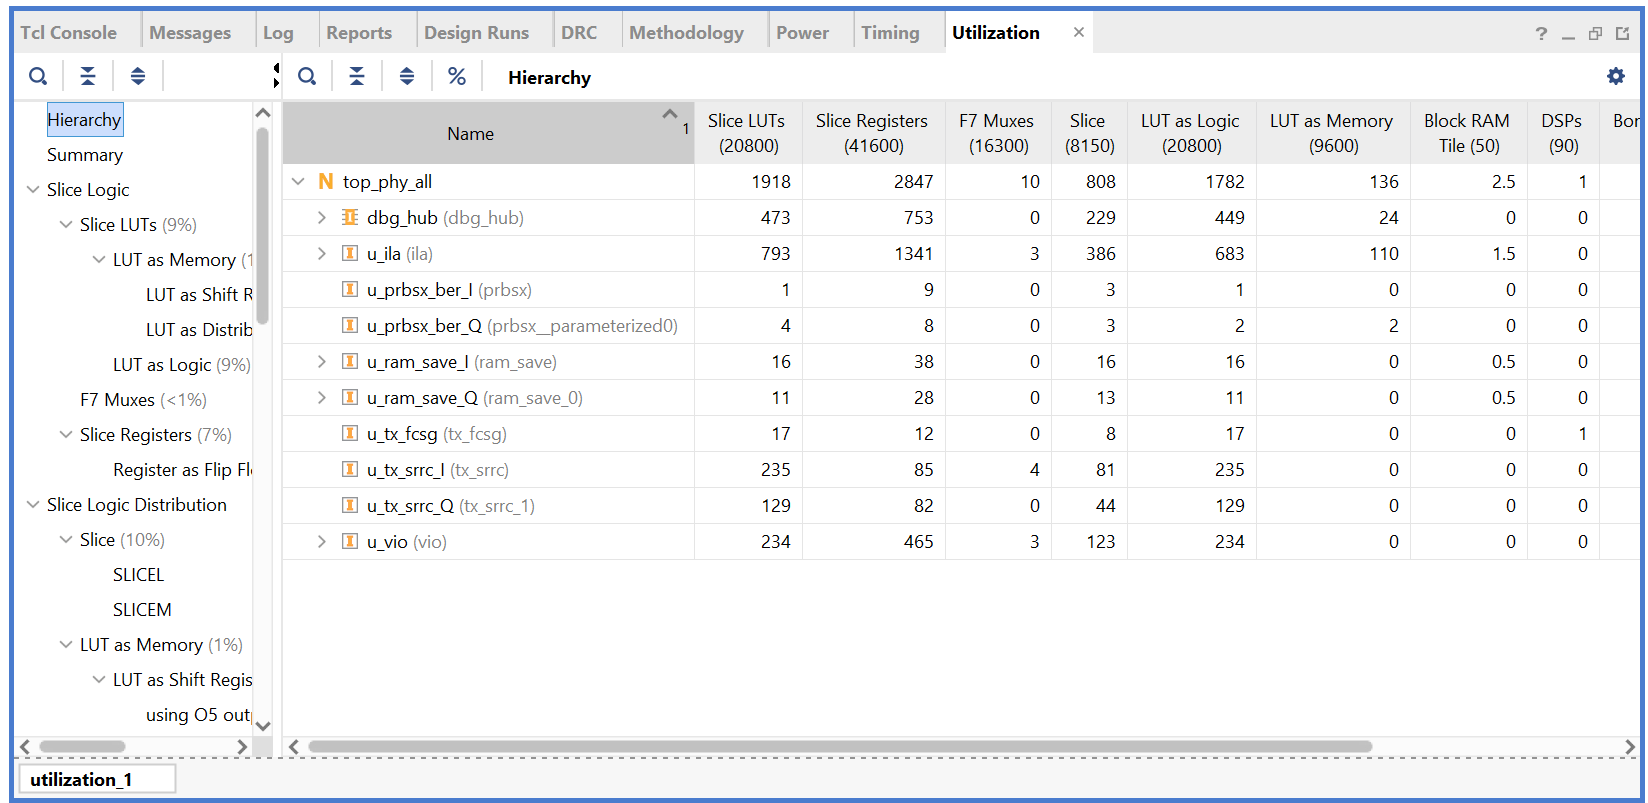 Tcl Console Messages Log Reports Design Runs DRC Methodology Power Timing Utilization × ?
% Hierarchy
Hierarchy
Summary
Slice Logic
Slice LUTs (9%)
LUT as Memory (1
LUT as Shift R
LUT as Distrib
LUT as Logic (9%)
F7 Muxes (<1%)
Slice Registers (7%)
Register as Flip Fl
Slice Logic Distribution
Slice (10%)
SLICEL
SLICEM
LUT as Memory (1%)
LUT as Shift Regis
using O5 out
Name 1 Slice LUTs (20800) Slice Registers (41600) F7 Muxes (16300) Slice (8150) LUT as Logic (20800) LUT as Memory (9600) Block RAM Tile (50) DSPs (90) Bon
N top_phy_all 1918 2847 10 808 1782 136 2.5 1
dbg_hub (dbg_hub) 473 753 0 229 449 24 0 0
u_ila (ila) 793 1341 3 386 683 110 1.5 0
u_prbsx_ber_I (prbsx) 1 9 0 3 1 0 0 0
u_prbsx_ber_Q (prbsx__parameterized0) 4 8 0 3 2 2 0 0
u_ram_save_I (ram_save) 16 38 0 16 16 0 0.5 0
u_ram_save_Q (ram_save_0) 11 28 0 13 11 0 0.5 0
u_tx_fcsg (tx_fcsg) 17 12 0 8 17 0 0 1
u_tx_srrc_I (tx_srrc) 235 85 4 81 235 0 0 0
u_tx_srrc_Q (tx_srrc_1) 129 82 0 44 129 0 0 0
u_vio (vio) 234 465 3 123 234 0 0 0
utilization_1